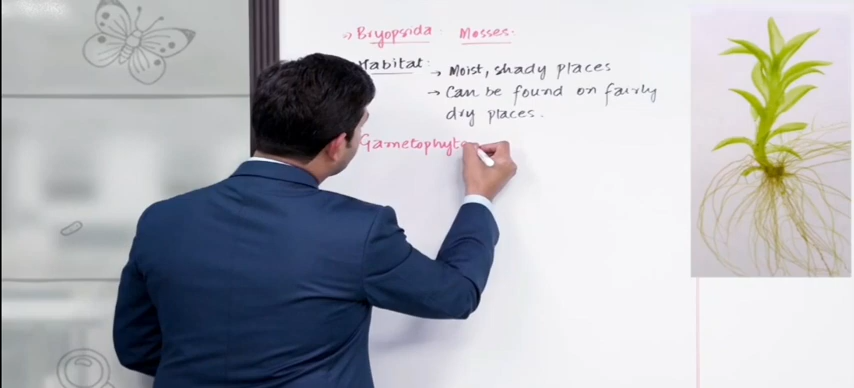 Bryopsida Mosses.
Habitat: → Moist, shady places
→ Can be found on fairly
dry places.
Gametophyte